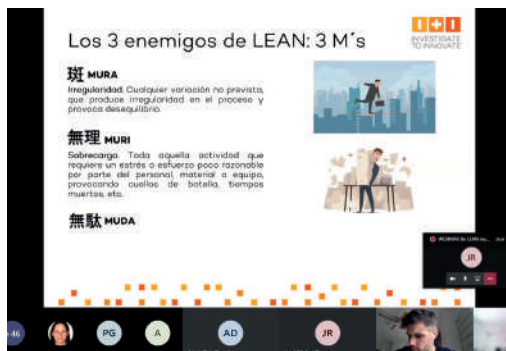 Los 3 enemigos de LEAN: 3 M´s
I+I
INVESTIGATE
TO INNOVATE
斑 MURA
Irregularidad. Cualquier variación no prevista,
que produce irregularidad en el proceso y
provoca desequilibrio.
無理 MURI
Sobrecarga. Toda aquella actividad que
requiere un estrés o esfuerzo poco razonable
por parte del personal, material o equipo,
provocando cuellos de botella, tiempos
muertos, etc.
無駄 MUDA
JR
46
PG
A
AD
JR